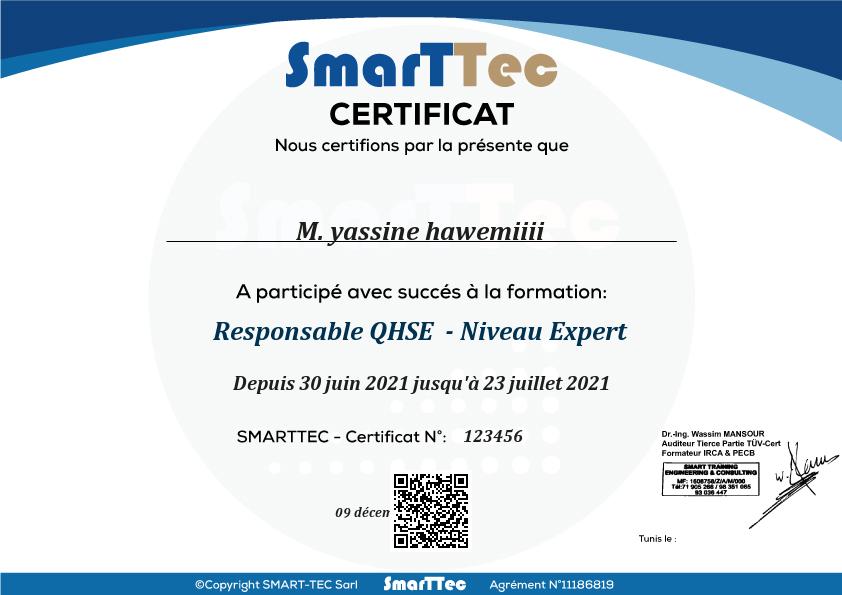 SmarTTec
CERTIFICAT
Nous certifions par la présente que
SmarTTec
M. yassine hawemiiii
A participé avec succés à la formation:
Responsable QHSE - Niveau Expert
Depuis 30 juin 2021 jusqu'à 23 juillet 2021
SMARTTEC - Certificat N°: 123456
Dr.-Ing. Wassim MANSOUR
Auditeur Tierce Partie TÜV-Cert
Formateur IRCA & PECB
SMART TRAINING
ENGINEERING & CONSULTING
MF: 1608758/Z/A/M/000
Tél:71 905 266 / 98 351 065
93 036 447
09 décem
Tunis le :
©Copyright SMART-TEC Sarl SmarTTec Agrément N°11186819